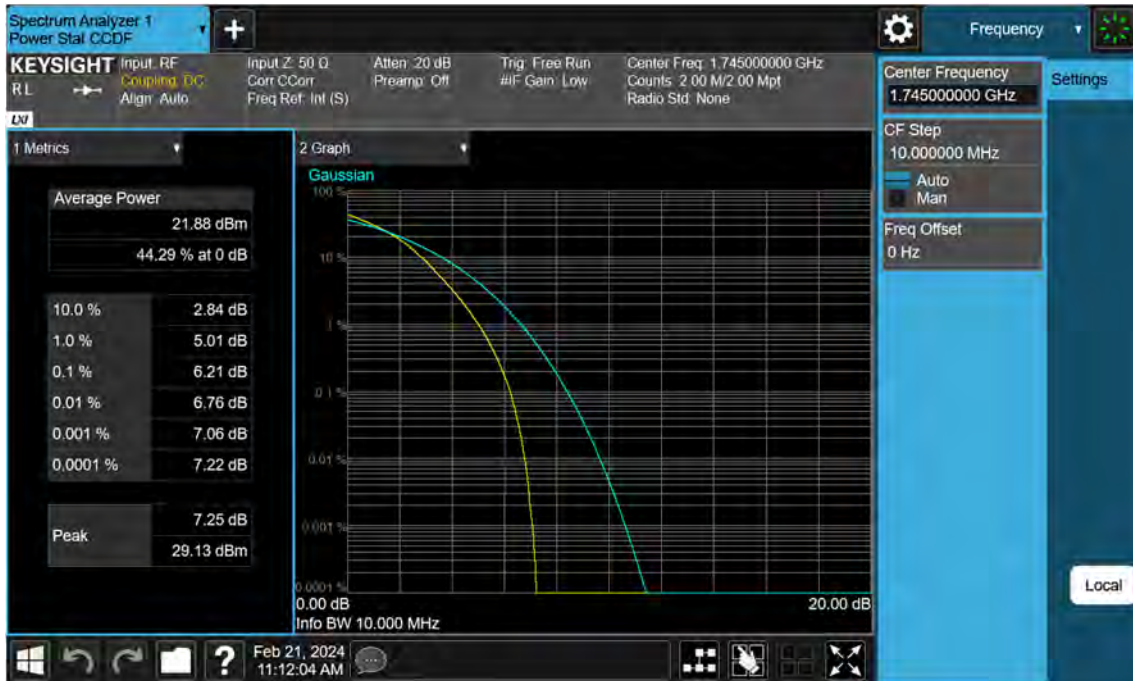 Spectrum Analyzer 1
Power Stat CCDF
Frequency
KEYSIGHT
RL
LXI
Input: RF
Coupling: DC
Align: Auto
Input Z: 50 Ω
Corr CCorr
Freq Ref: Int (S)
Atten: 20 dB
Preamp: Off
Trig: Free Run
#IF Gain: Low
Center Freq: 1.745000000 GHz
Counts: 2.00 M/2.00 Mpt
Radio Std: None
Center Frequency
1.745000000 GHz
Settings
CF Step
10.000000 MHz
Auto
Man
Freq Offset
0 Hz
Local
1 Metrics
Average Power
21.88 dBm
44.29 % at 0 dB
10.0 % 2.84 dB
1.0 % 5.01 dB
0.1 % 6.21 dB
0.01 % 6.76 dB
0.001 % 7.06 dB
0.0001 % 7.22 dB
Peak
7.25 dB
29.13 dBm
2 Graph
Gaussian
100 %
10 %
1 %
0.1 %
0.01 %
0.001 %
0.0001 %
0.00 dB 20.00 dB
Info BW 10.000 MHz
Feb 21, 2024
11:12:04 AM